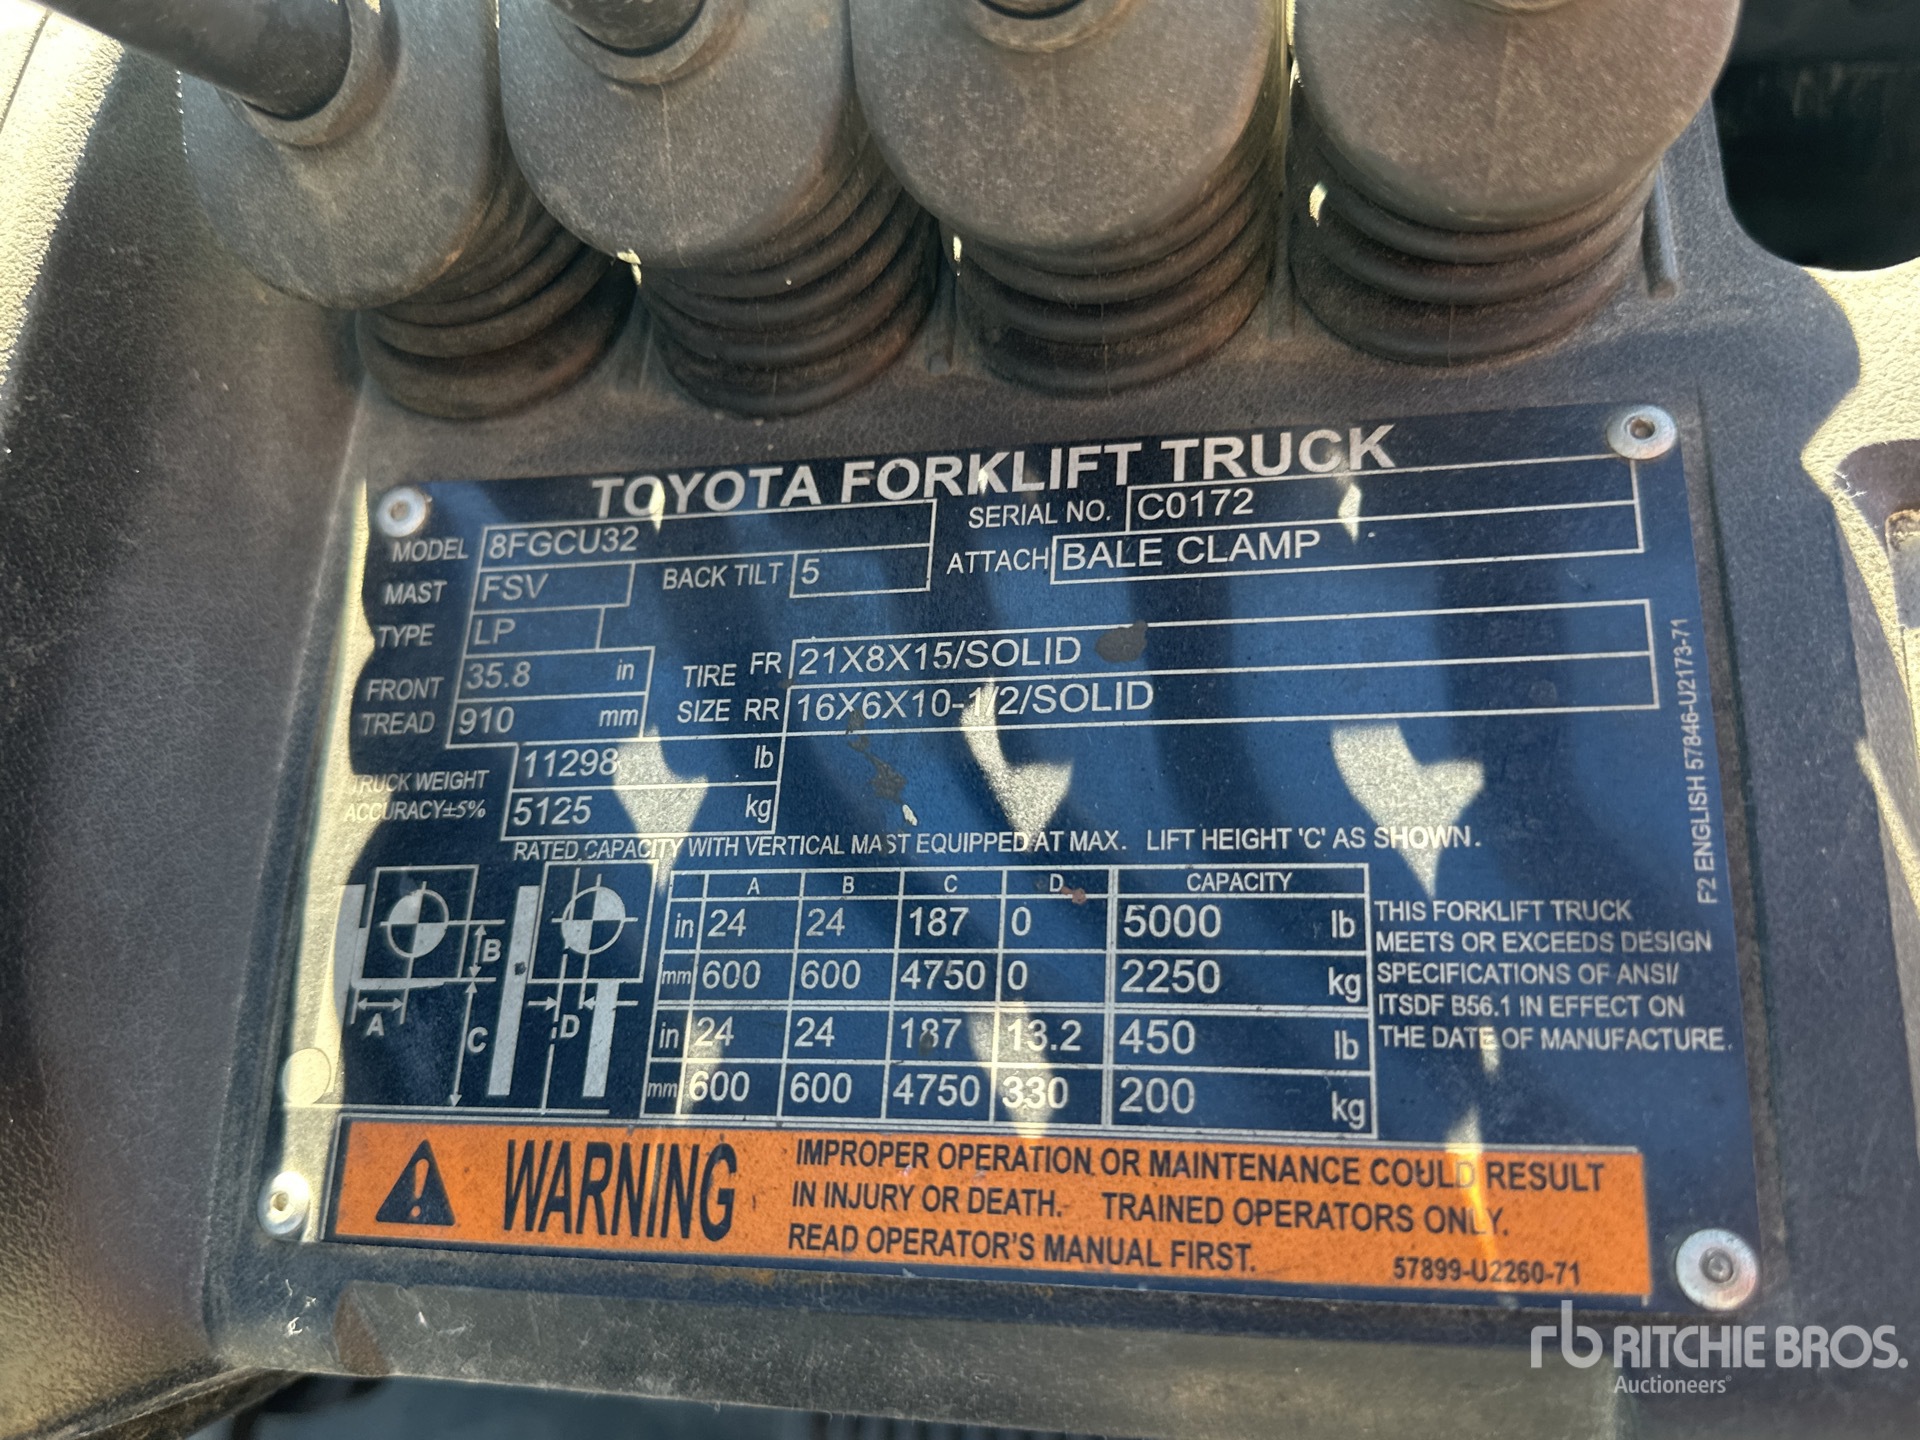 TOYOTA FORKLIFT TRUCK
MODEL 8FGCU32 SERIAL NO. C0172
MAST FSV BACK TILT 5 ATTACH BALE CLAMP
TYPE LP
FRONT TREAD 35.8 in TIRE SIZE FR 21X8X15/SOLID
910 mm RR 16X6X10-1/2/SOLID
TRUCK WEIGHT 11298 lb
ACCURACY±5% 5125 kg
RATED CAPACITY WITH VERTICAL MAST EQUIPPED AT MAX. LIFT HEIGHT 'C' AS SHOWN.
A B C D CAPACITY
in 24 24 187 0 5000 lb
mm 600 600 4750 0 2250 kg
in 24 24 187 13.2 450 lb
mm 600 600 4750 330 200 kg
B
A
C
D
THIS FORKLIFT TRUCK
MEETS OR EXCEEDS DESIGN
SPECIFICATIONS OF ANSI/
ITSDF B56.1 IN EFFECT ON
THE DATE OF MANUFACTURE.
F2 ENGLISH 57846-U2173-71
WARNING
IMPROPER OPERATION OR MAINTENANCE COULD RESULT
IN INJURY OR DEATH. TRAINED OPERATORS ONLY.
READ OPERATOR'S MANUAL FIRST.
57899-U2260-71
rb RITCHIE BROS.
Auctioneers